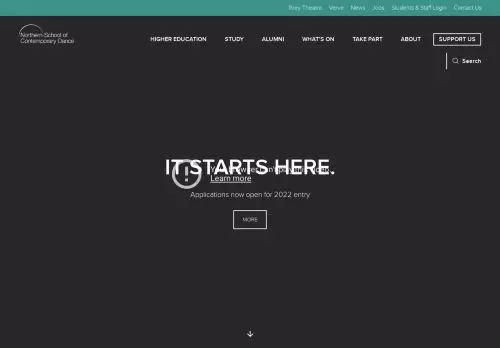 Riley Theatre Verve News Jobs Students & Staff Login Contact Us
Northern School of
Contemporary Dance
HIGHER EDUCATION STUDY ALUMNI WHAT'S ON TAKE PART ABOUT SUPPORT US
Search
IT STARTS HERE.
Learn more
Applications now open for 2022 entry
MORE